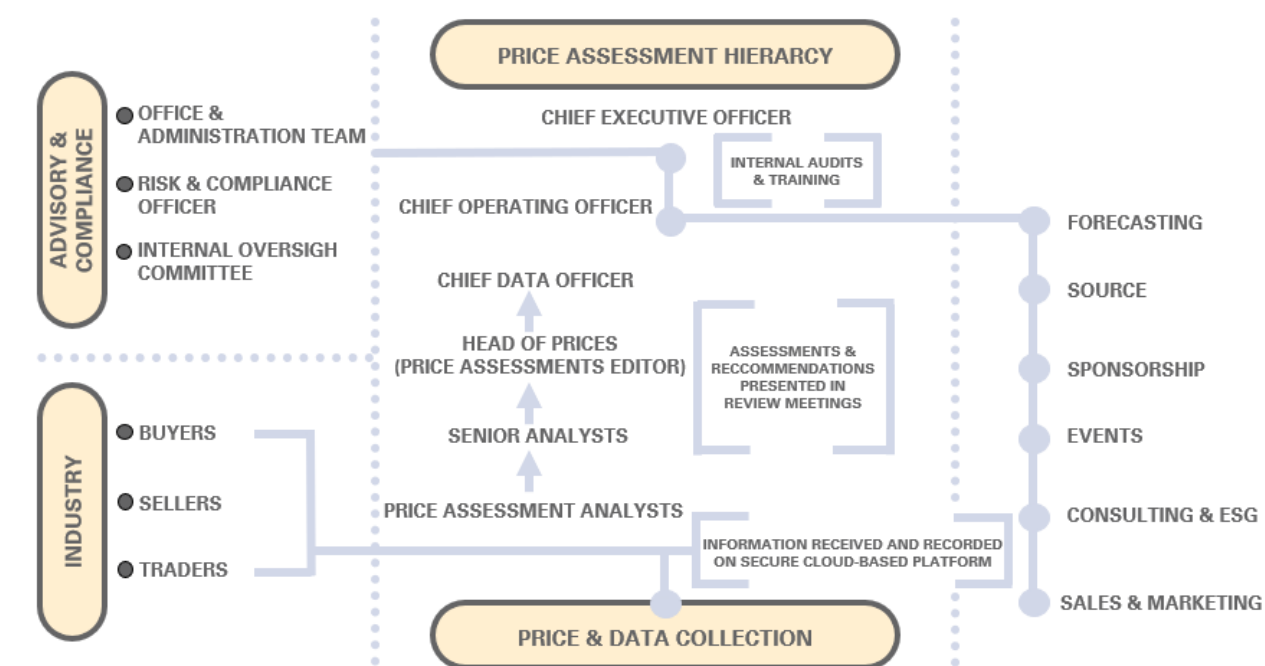 PRICE ASSESSMENT HIERARCY
ADVISORY &
COMPLIANCE
OFFICE &
ADMINISTRATION TEAM
RISK & COMPLIANCE
OFFICER
INTERNAL OVERSIGH
COMMITTEE
CHIEF EXECUTIVE OFFICER
INTERNAL AUDITS
& TRAINING
CHIEF OPERATING OFFICER
CHIEF DATA OFFICER
HEAD OF PRICES
(PRICE ASSESSMENTS EDITOR)
ASSESSMENTS &
RECCOMMENDATIONS
PRESENTED IN
REVIEW MEETINGS
SENIOR ANALYSTS
PRICE ASSESSMENT ANALYSTS
INFORMATION RECEIVED AND RECORDED
ON SECURE CLOUD-BASED PLATFORM
INDUSTRY
BUYERS
SELLERS
TRADERS
PRICE & DATA COLLECTION
FORECASTING
SOURCE
SPONSORSHIP
EVENTS
CONSULTING & ESG
SALES & MARKETING